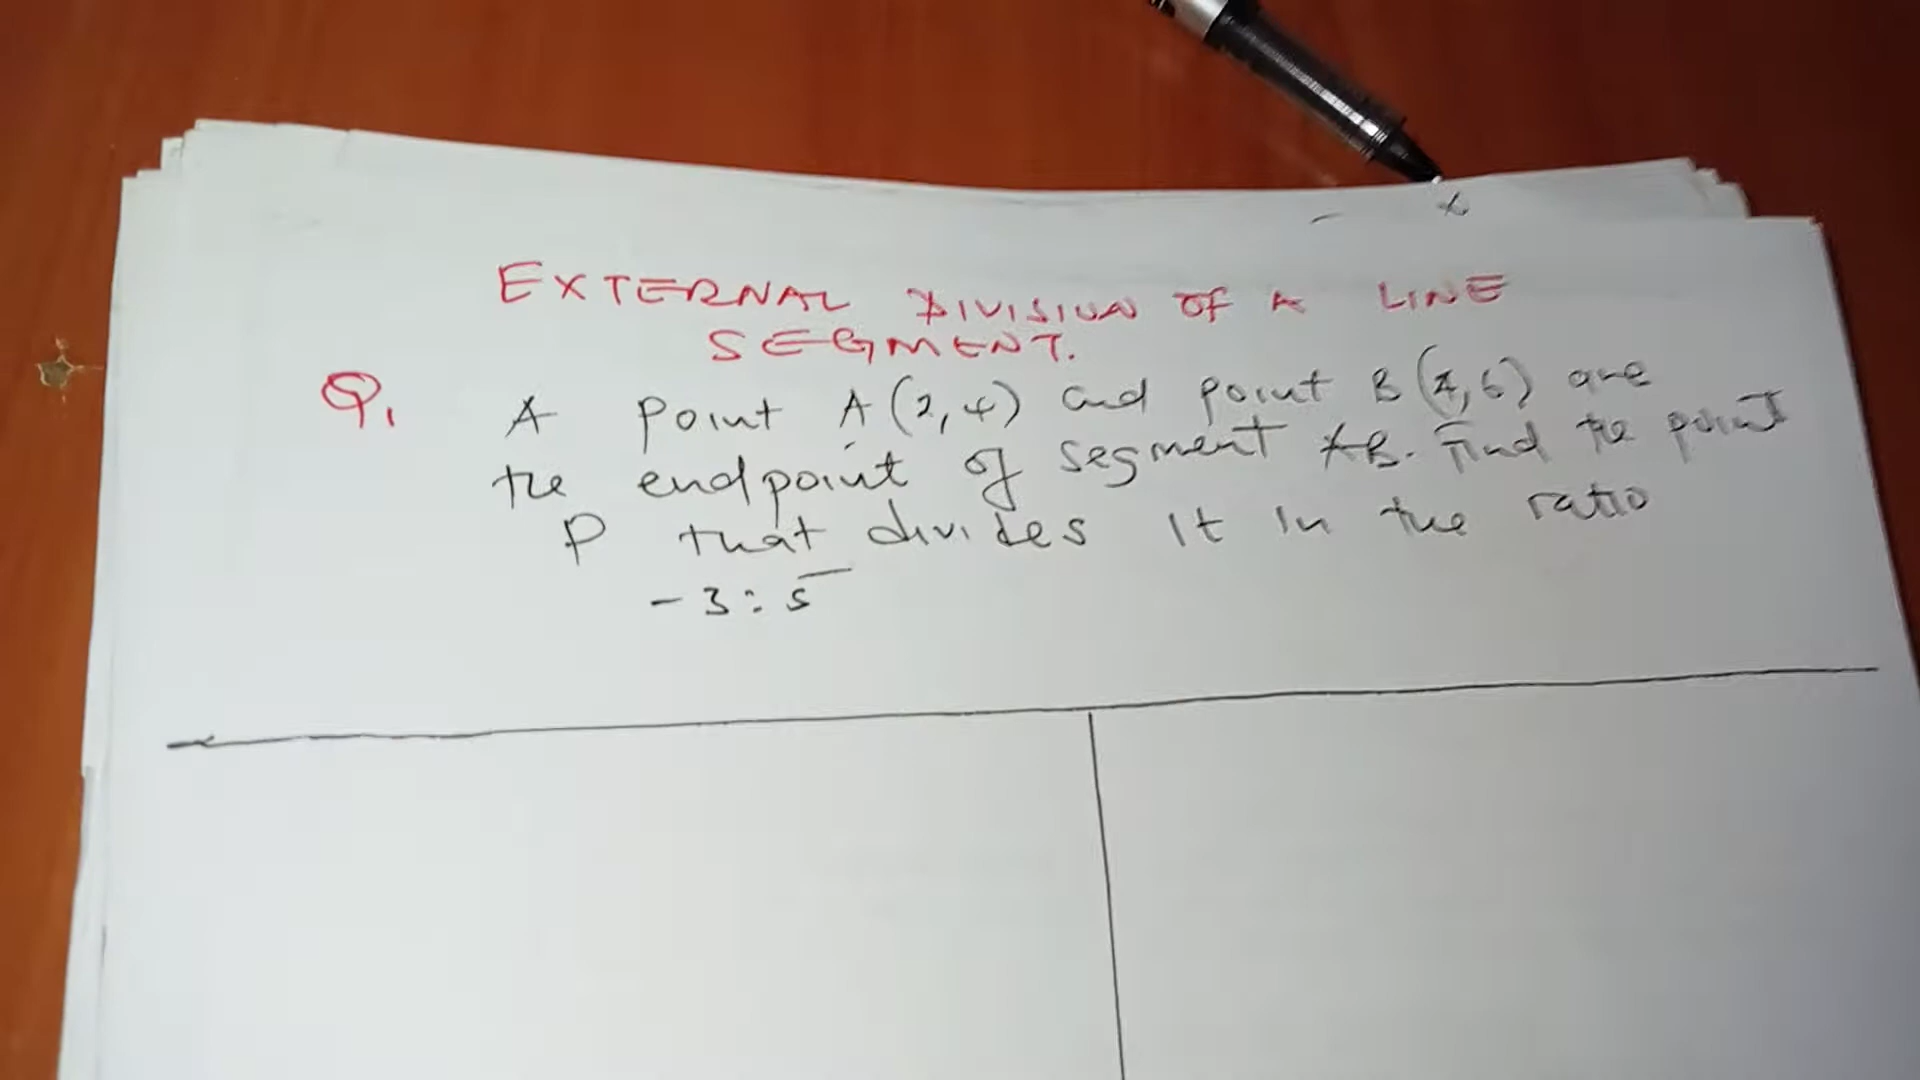 EXTERNAL DIVISION OF A LINE
SEGMENT.
Q1 A point A(2,4) and point B(7,6) are
the endpoint of segment AB. Find the point
P that divides it in the ratio
-3:5